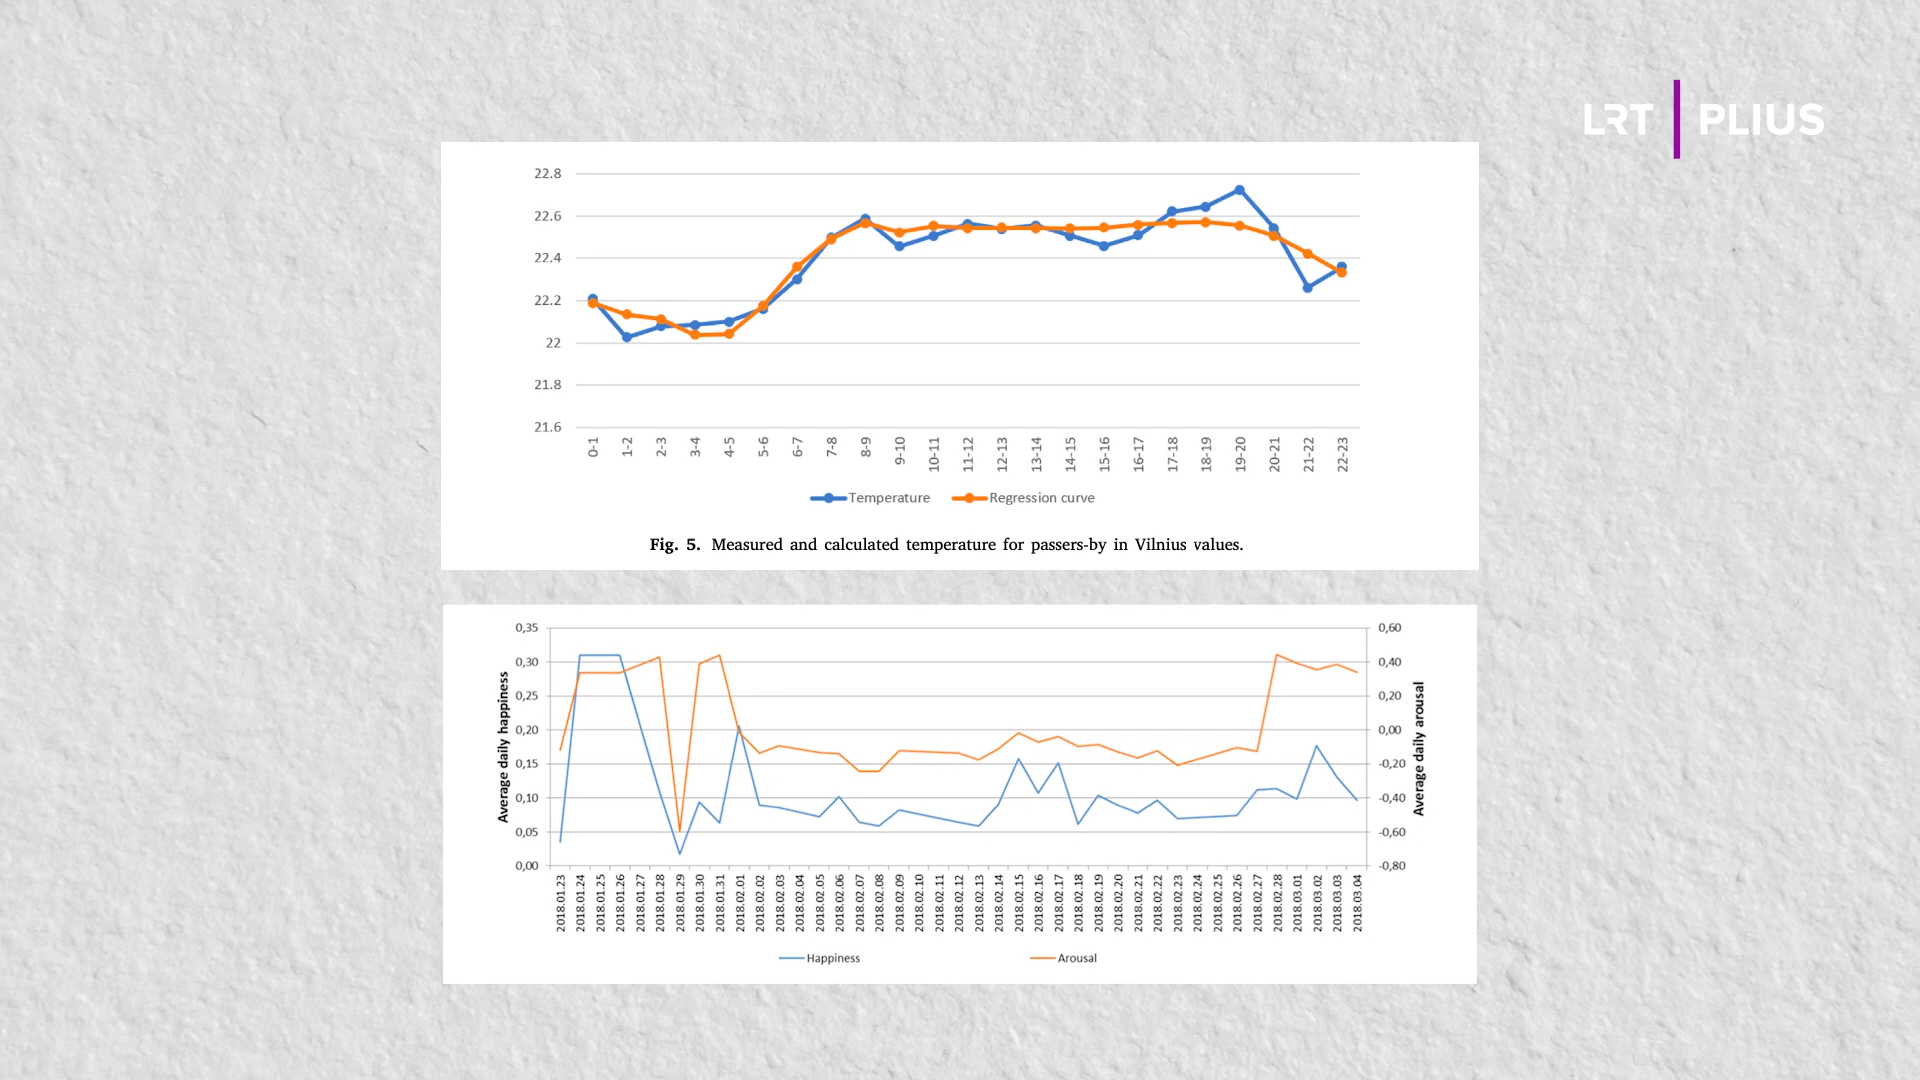 LRT | PLIUS
22.8
22.6
22.4
22.2
22
21.8
21.6
0-1 1-2 2-3 3-4 4-5 5-6 6-7 7-8 8-9 9-10 10-11 11-12 12-13 13-14 14-15 15-16 16-17 17-18 18-19 19-20 20-21 21-22 22-23
Temperature Regression curve
Fig. 5. Measured and calculated temperature for passers-by in Vilnius values.
Average daily happiness
0,35 0,60
0,30 0,40
0,25 0,20
0,20 0,00
0,15 -0,20
0,10 -0,40
0,05 -0,60
0,00 -0,80
Average daily arousal
2018.01.23 2018.01.24 2018.01.25 2018.01.26 2018.01.27 2018.01.28 2018.01.29 2018.01.30 2018.01.31 2018.02.01 2018.02.02 2018.02.03 2018.02.04 2018.02.05 2018.02.06 2018.02.07 2018.02.08 2018.02.09 2018.02.10 2018.02.11 2018.02.12 2018.02.13 2018.02.14 2018.02.15 2018.02.16 2018.02.17 2018.02.18 2018.02.19 2018.02.20 2018.02.21 2018.02.22 2018.02.23 2018.02.24 2018.02.25 2018.02.26 2018.02.27 2018.02.28 2018.03.01 2018.03.02 2018.03.03 2018.03.04
Happiness Arousal